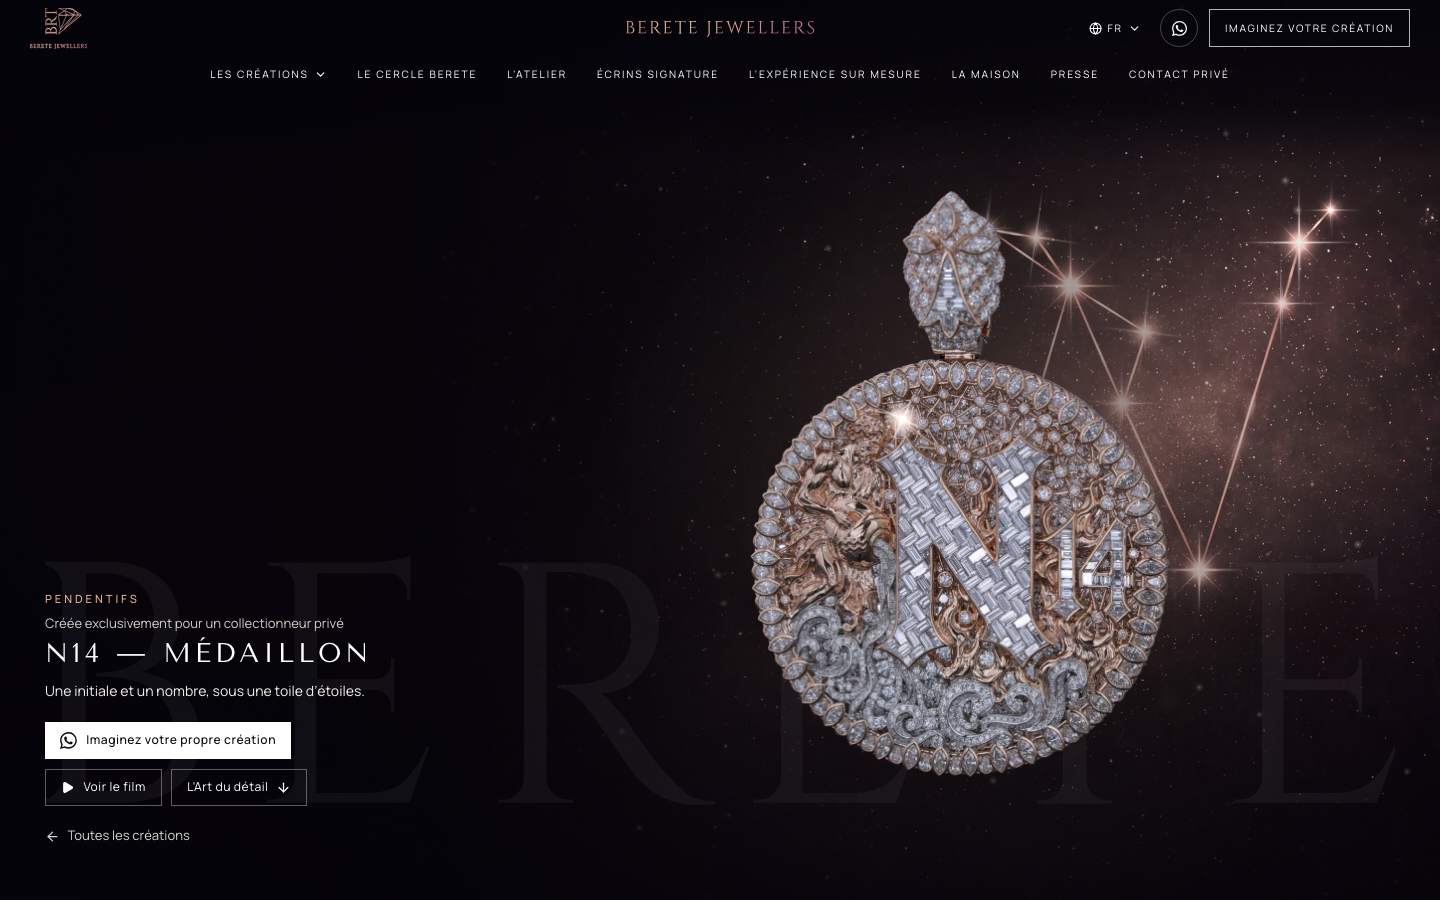 BRT
BERETE JEWELLERS
BERETE JEWELLERS
FR
IMAGINEZ VOTRE CRÉATION
LES CRÉATIONS
LE CERCLE BERETE
L'ATELIER
ÉCRINS SIGNATURE
L'EXPÉRIENCE SUR MESURE
LA MAISON
PRESSE
CONTACT PRIVÉ
N
14
BERETE
PENDENTIFS
Créée exclusivement pour un collectionneur privé
N14 — MÉDAILLON
Une initiale et un nombre, sous une toile d'étoiles.
Imaginez votre propre création
Voir le film
L'Art du détail
Toutes les créations